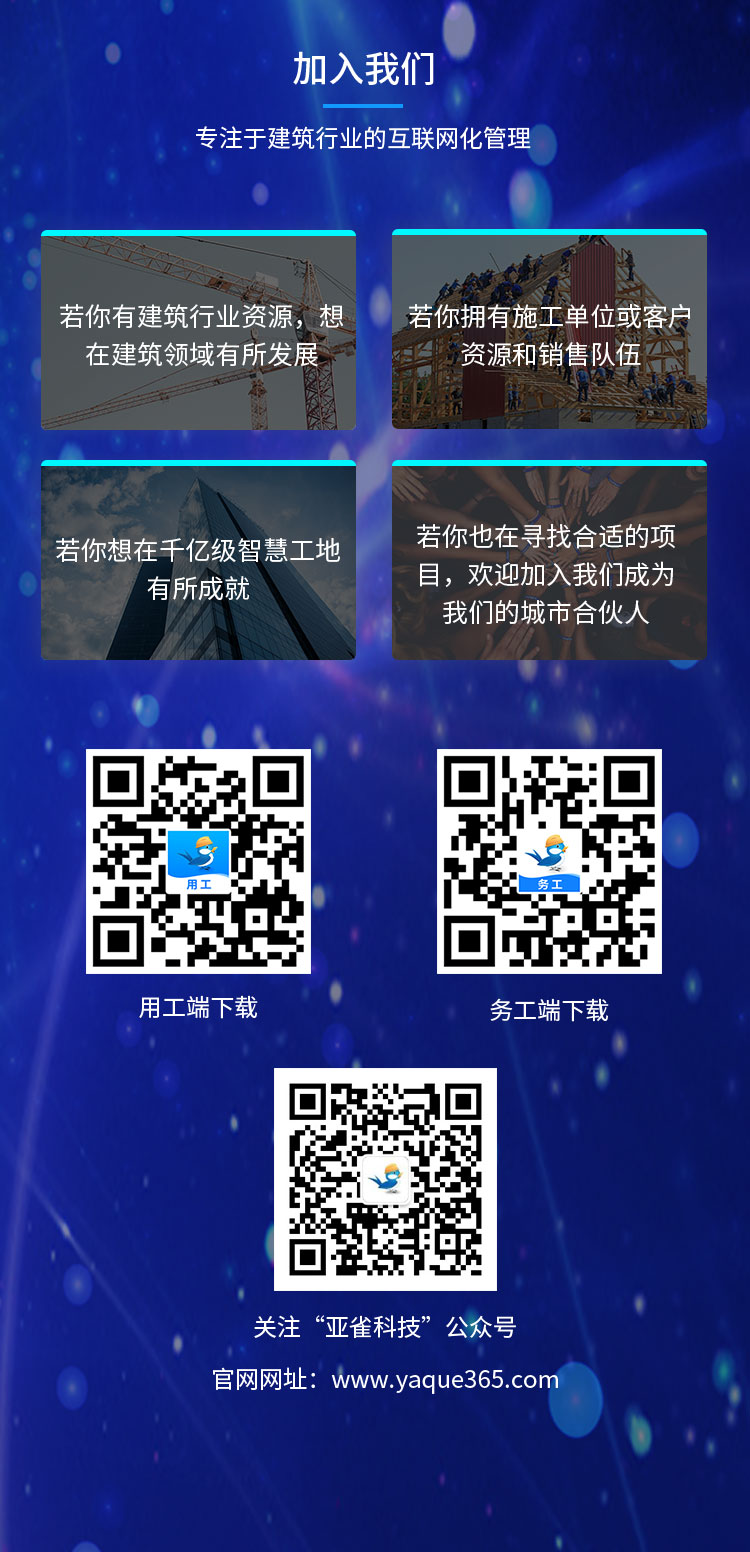 加入我们
专注于建筑行业的互联网化管理
若你有建筑行业资源，想
在建筑领域有所发展
若你拥有施工单位或客户
资源和销售队伍
若你想在千亿级智慧工地
有所成就
若你也在寻找合适的项
目，欢迎加入我们成为
我们的城市合伙人
用工
务工
用工端下载
务工端下载
关注“亚雀科技”公众号
官网网址：www.yaque365.com